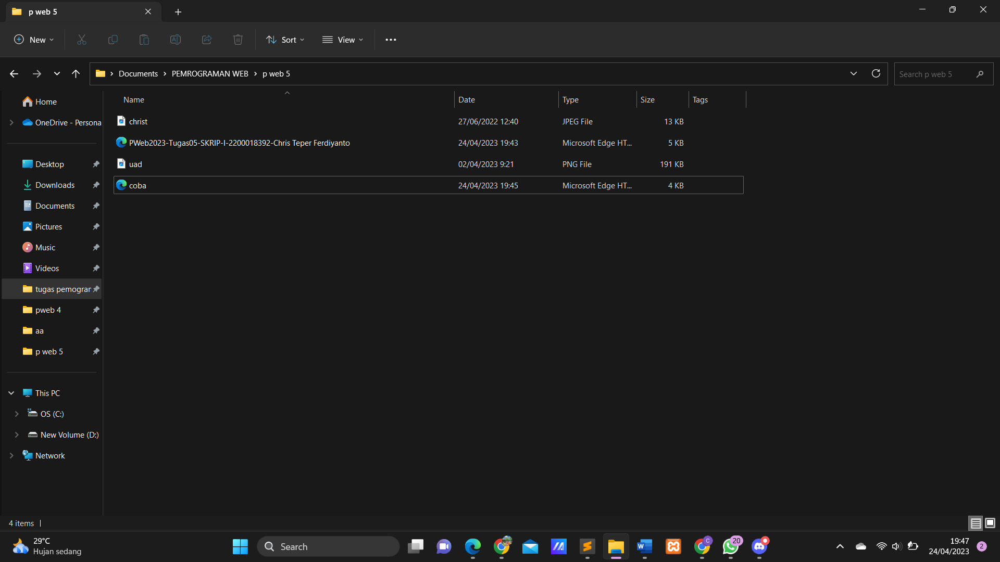 p web 5
New
Sort
View
Documents
PEMROGRAMAN WEB
p web 5
Search p web 5
Name
Date
Type
Size
Tags
christ
27/06/2022 12:40
JPEG File
13 KB
PWeb2023-Tugas05-SKRIP-I-2200018392-Chris Teper Ferdiyanto
24/04/2023 19:43
Microsoft Edge HT...
5 KB
uad
02/04/2023 9:21
PNG File
191 KB
coba
24/04/2023 19:45
Microsoft Edge HT...
4 KB
Home
OneDrive - Persona
Desktop
Downloads
Documents
Pictures
Music
Videos
tugas pemogran
pweb 4
aa
p web 5
This PC
OS (C:)
New Volume (D:)
Network
4 items
29°C
Hujan sedang
Search
W
C
20
19:47
24/04/2023
2